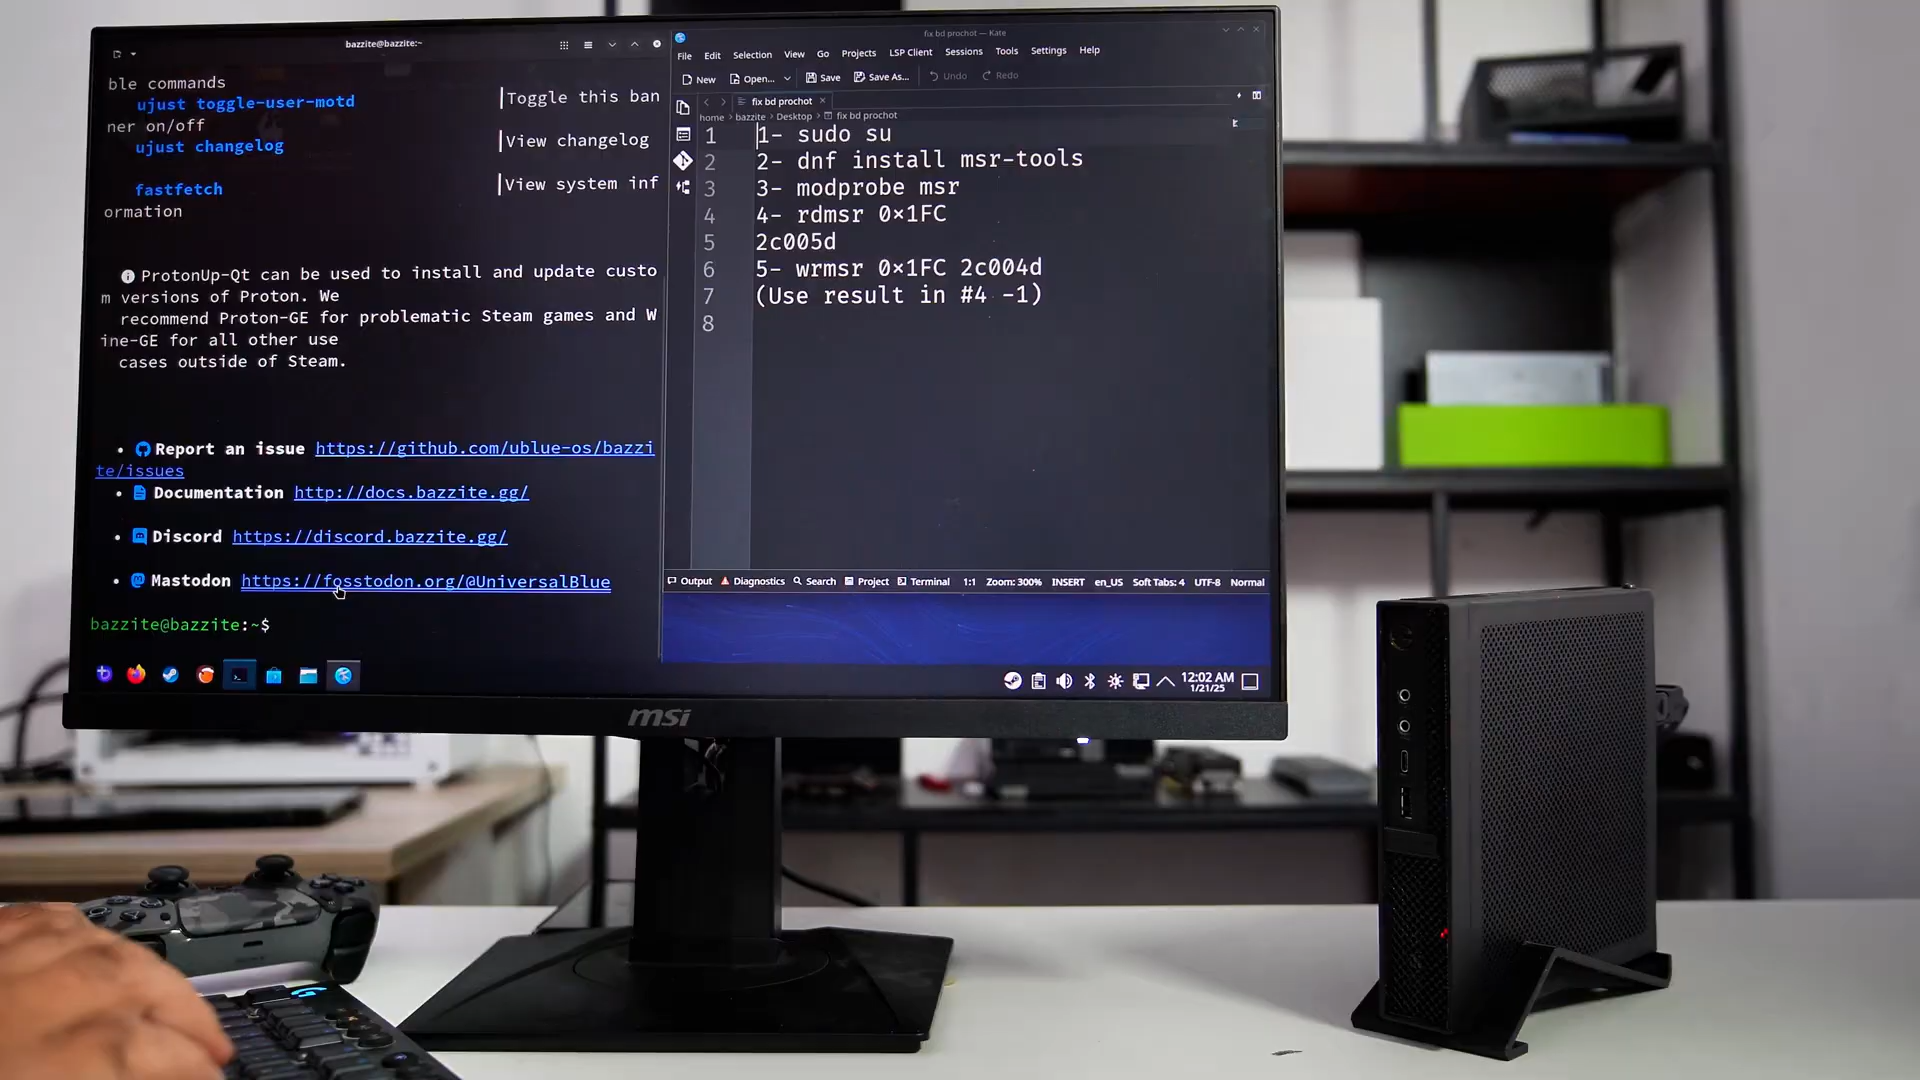 bazzite@bazzite:~
ble commands
ujust toggle-user-motd |Toggle this ban
ner on/off
ujust changelog |View changelog
fastfetch |View system inf
ormation
ProtonUp-Qt can be used to install and update custo
m versions of Proton. We
recommend Proton-GE for problematic Steam games and W
ine-GE for all other use
cases outside of Steam.
• Report an issue https://github.com/ublue-os/bazzi
te/issues
• Documentation http://docs.bazzite.gg/
• Discord https://discord.bazzite.gg/
• Mastodon https://fosstodon.org/@UniversalBlue
bazzite@bazzite:~$
fix bd prochot — Kate
File Edit Selection View Go Projects LSP Client Sessions Tools Settings Help
New Open... Save Save As... Undo Redo
fix bd prochot
home > bazzite > Desktop > fix bd prochot
1 1- sudo su
2 2- dnf install msr-tools
3 3- modprobe msr
4 4- rdmsr 0×1FC
5 2c005d
6 5- wrmsr 0×1FC 2c004d
7 (Use result in #4 -1)
8
Output Diagnostics Search Project Terminal 1:1 Zoom: 300% INSERT en_US Soft Tabs: 4 UTF-8 Normal
12:02 AM
1/21/25
msi